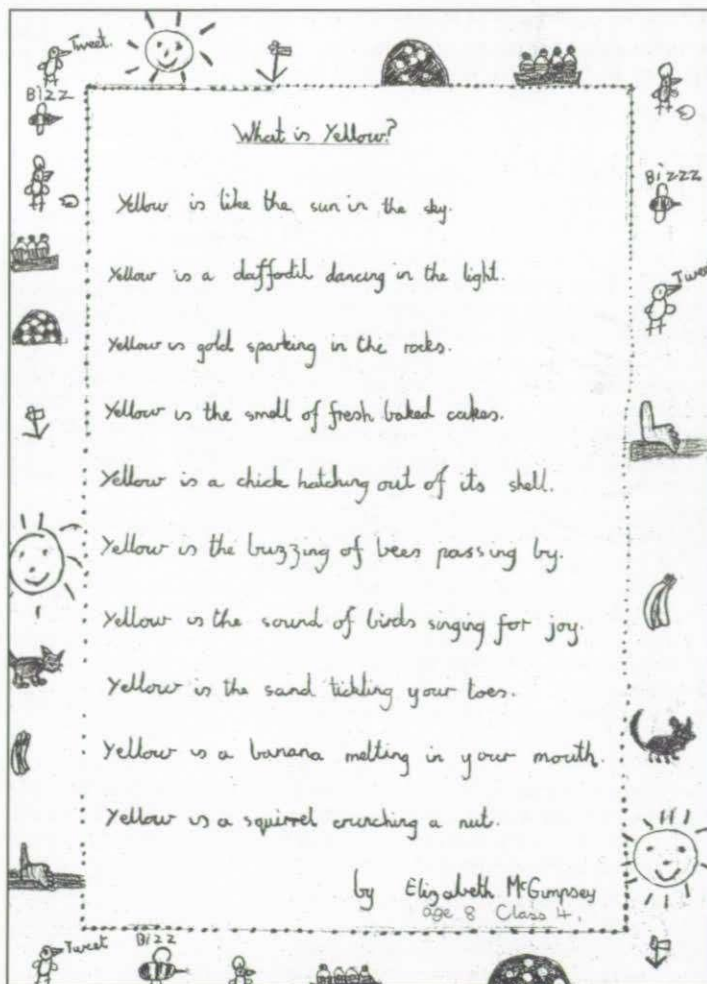 Tweet.
BIZZ
What is Yellow?
Yellow is like the sun in the sky.
Yellow is a daffodil dancing in the light.
Yellow is gold sparking in the rocks.
Yellow is the smell of fresh baked cakes.
Yellow is a chick hatching out of its shell.
Yellow is the buzzing of bees passing by.
Yellow is the sound of birds singing for joy.
Yellow is the sand tickling your toes.
Yellow is a banana melting in your mouth.
Yellow is a squirrel crunching a nut.
by Elizabeth McGimpsey
age 8 Class 4.
BIZZZ
Tweet
Tweet
BIZZ